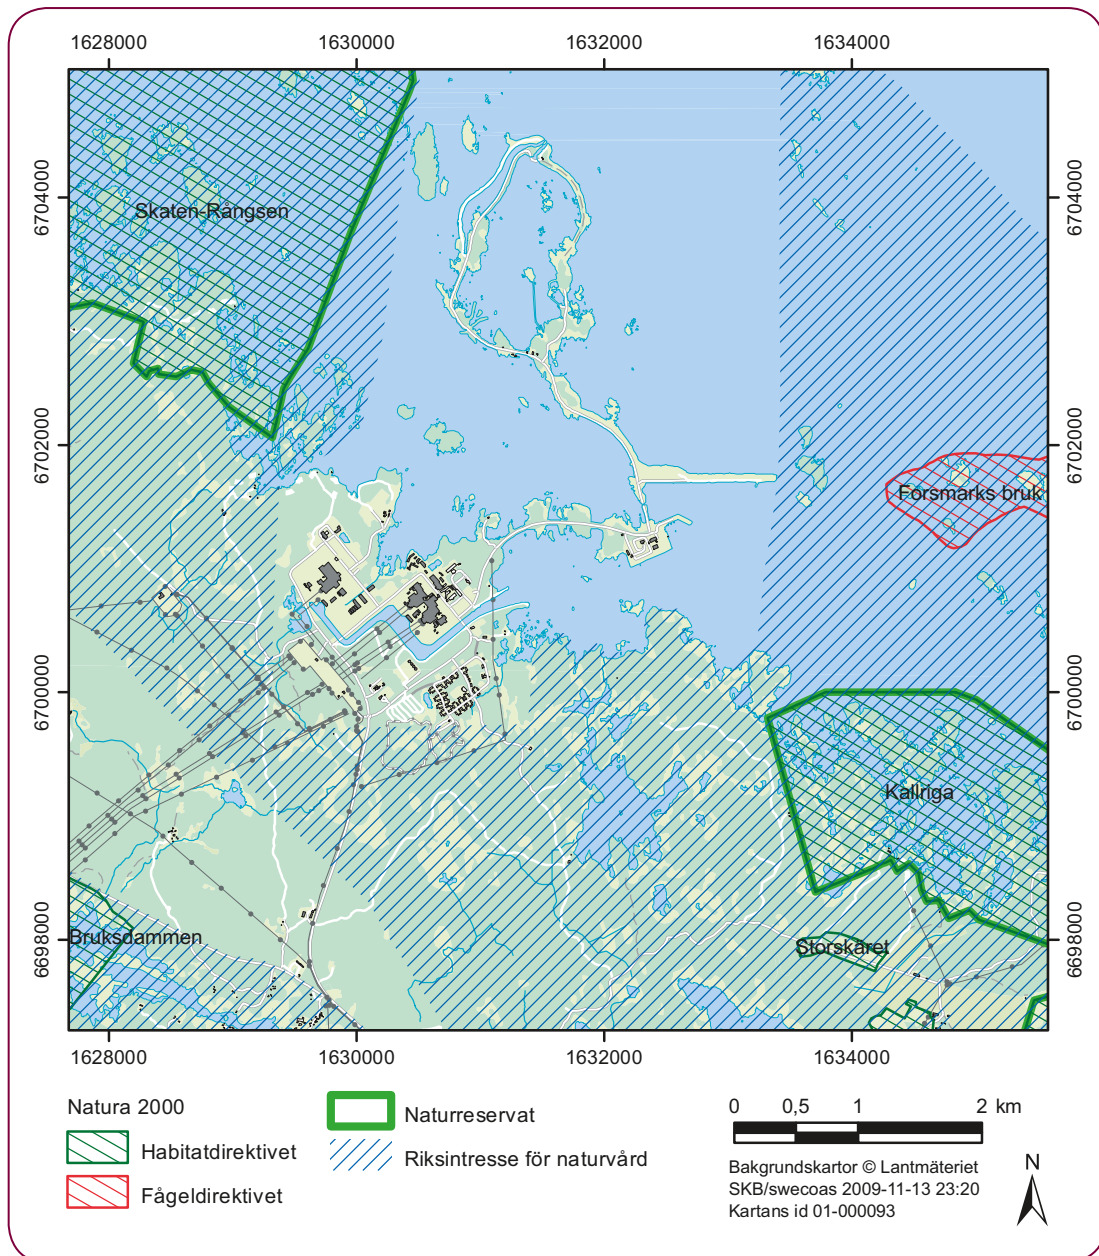 1628000 1630000 1632000 1634000
6704000 6704000
Skaten-Rångsen
6702000 6702000
Forsmarks bruk
6700000 6700000
Kallriga
6698000 6698000
Bruksdammen
Storskäret
1628000 1630000 1632000 1634000
Natura 2000
Habitatdirektivet
Fågeldirektivet
Naturreservat
Riksintresse för naturvård
0 0,5 1 2 km
Bakgrundskartor © Lantmäteriet
SKB/swecoas 2009-11-13 23:20
Kartans id 01-000093
N